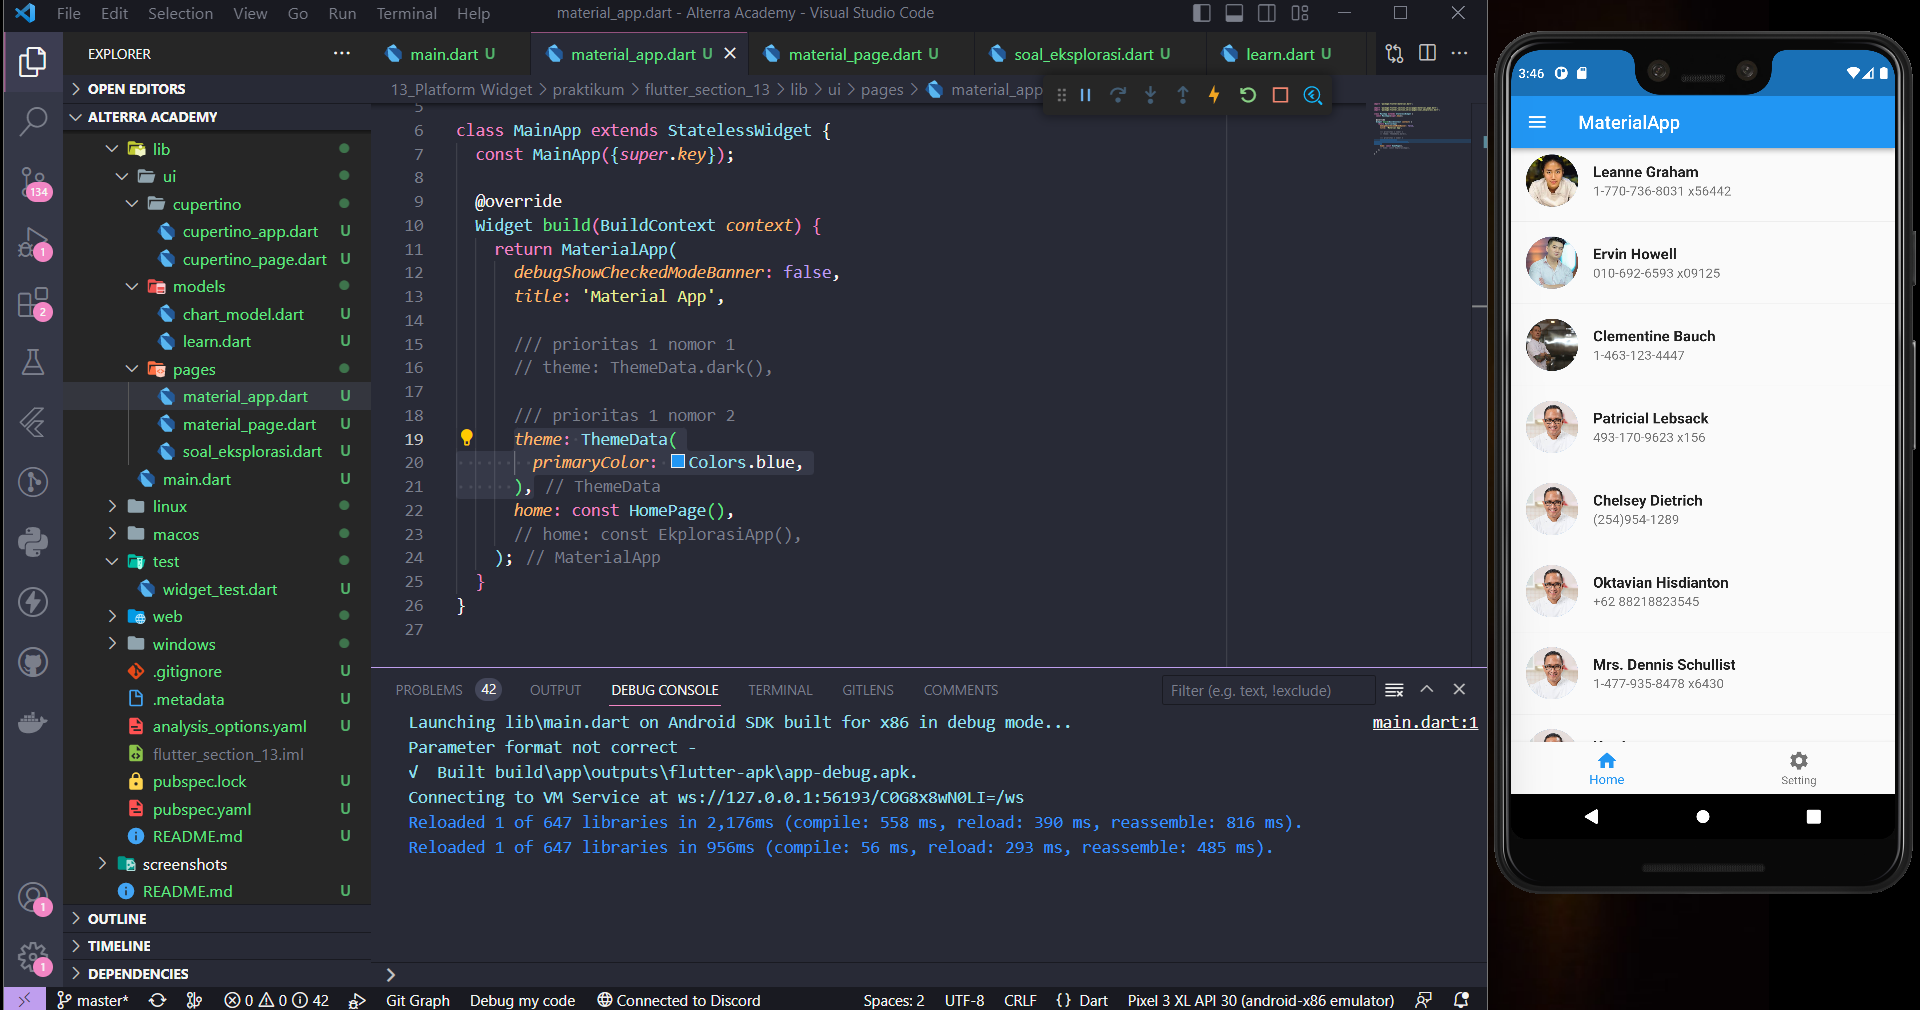 File Edit Selection View Go Run Terminal Help
material_app.dart - Alterra Academy - Visual Studio Code
EXPLORER
OPEN EDITORS
ALTERRA ACADEMY
lib
ui
cupertino
cupertino_app.dart U
cupertino_page.dart U
models
chart_model.dart U
learn.dart U
pages
material_app.dart U
material_page.dart U
soal_eksplorasi.dart U
main.dart U
linux
macos
test
widget_test.dart U
web
windows
.gitignore U
.metadata U
analysis_options.yaml U
flutter_section_13.iml
pubspec.lock U
pubspec.yaml U
README.md U
screenshots
README.md U
OUTLINE
TIMELINE
DEPENDENCIES
134
1
2
1
1
main.dart U
material_app.dart U
material_page.dart U
soal_eksplorasi.dart U
learn.dart U
13_Platform Widget > praktikum > flutter_section_13 > lib > ui > pages > material_app
5
6 class MainApp extends StatelessWidget {
7 const MainApp({super.key});
8
9 @override
10 Widget build(BuildContext context) {
11 return MaterialApp(
12 debugShowCheckedModeBanner: false,
13 title: 'Material App',
14
15 /// prioritas 1 nomor 1
16 // theme: ThemeData.dark(),
17
18 /// prioritas 1 nomor 2
19 theme: ThemeData(
20 primaryColor: Colors.blue,
21 ), // ThemeData
22 home: const HomePage(),
23 // home: const EkplorasiApp(),
24 ); // MaterialApp
25 }
26 }
27
PROBLEMS 42 OUTPUT DEBUG CONSOLE TERMINAL GITLENS COMMENTS
Filter (e.g. text, !exclude)
Launching lib\main.dart on Android SDK built for x86 in debug mode...
main.dart:1
Parameter format not correct -
√ Built build\app\outputs\flutter-apk\app-debug.apk.
Connecting to VM Service at ws://127.0.0.1:56193/C0G8x8wN0LI=/ws
Reloaded 1 of 647 libraries in 2,176ms (compile: 558 ms, reload: 390 ms, reassemble: 816 ms).
Reloaded 1 of 647 libraries in 956ms (compile: 56 ms, reload: 293 ms, reassemble: 485 ms).
master* 0 0 42 Git Graph Debug my code Connected to Discord Spaces: 2 UTF-8 CRLF {} Dart Pixel 3 XL API 30 (android-x86 emulator)
3:46
MaterialApp
Leanne Graham
1-770-736-8031 x56442
Ervin Howell
010-692-6593 x09125
Clementine Bauch
1-463-123-4447
Patricial Lebsack
493-170-9623 x156
Chelsey Dietrich
(254)954-1289
Oktavian Hisdianton
+62 88218823545
Mrs. Dennis Schullist
1-477-935-8478 x6430
Home
Setting